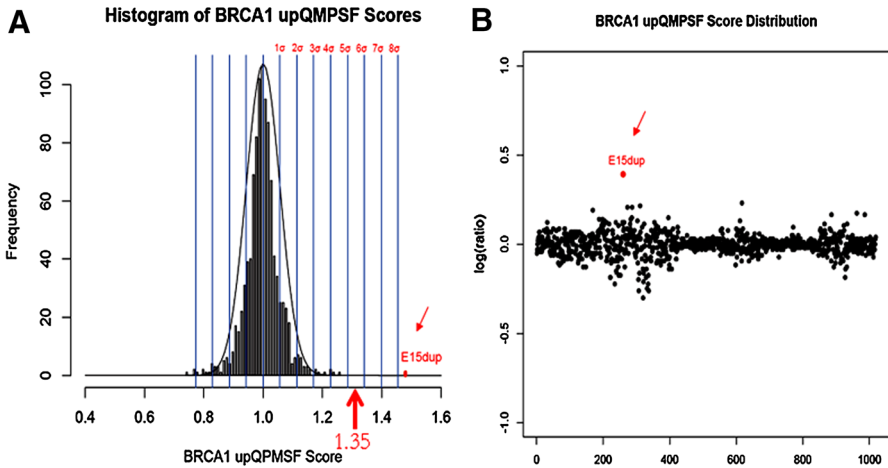 A
Histogram of BRCA1 upQMPSF Scores
1σ 2σ 3σ 4σ 5σ 6σ 7σ 8σ
Frequency
100
80
60
40
20
0
E15dup
0.4 0.6 0.8 1.0 1.2 1.4 1.6
1.35
BRCA1 upQPMSF Score
B
BRCA1 upQMPSF Score Distribution
log(ratio)
1.0
0.5
0.0
-0.5
-1.0
E15dup
0 200 400 600 800 1000